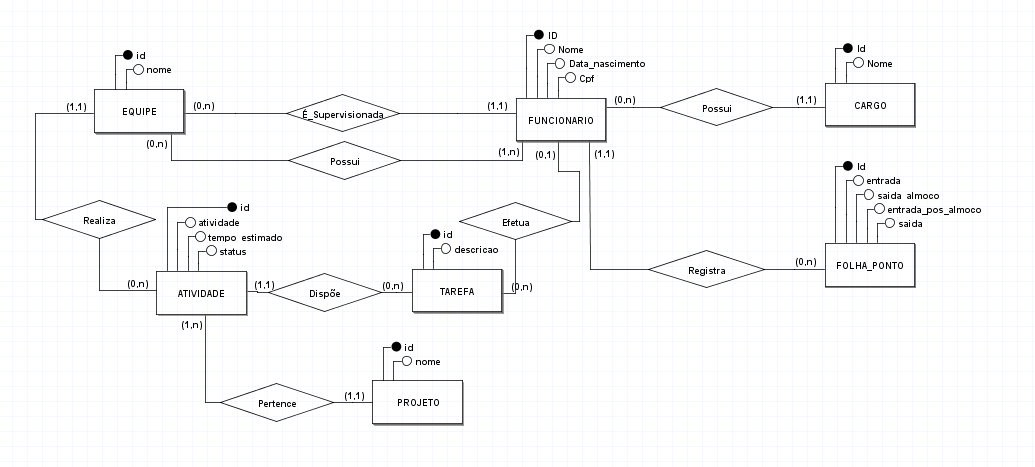 id
nome
EQUIPE
(1,1)
(0,n)
(0,n)
É_Supervisionada
(1,1)
Possui
(1,n)
ID
Nome
Data_nascimento
Cpf
FUNCIONARIO
(0,n)
Possui
(1,1)
Id
Nome
CARGO
(0,1)
(1,1)
Efetua
(0,n)
Registra
(0,n)
Id
entrada
saida almoco
entrada_pos_almoco
saida
FOLHA_PONTO
Realiza
(0,n)
id
atividade
tempo estimado
status
ATIVIDADE
(1,1)
Dispõe
(0,n)
id
descricao
TAREFA
(1,n)
Pertence
(1,1)
id
nome
PROJETO